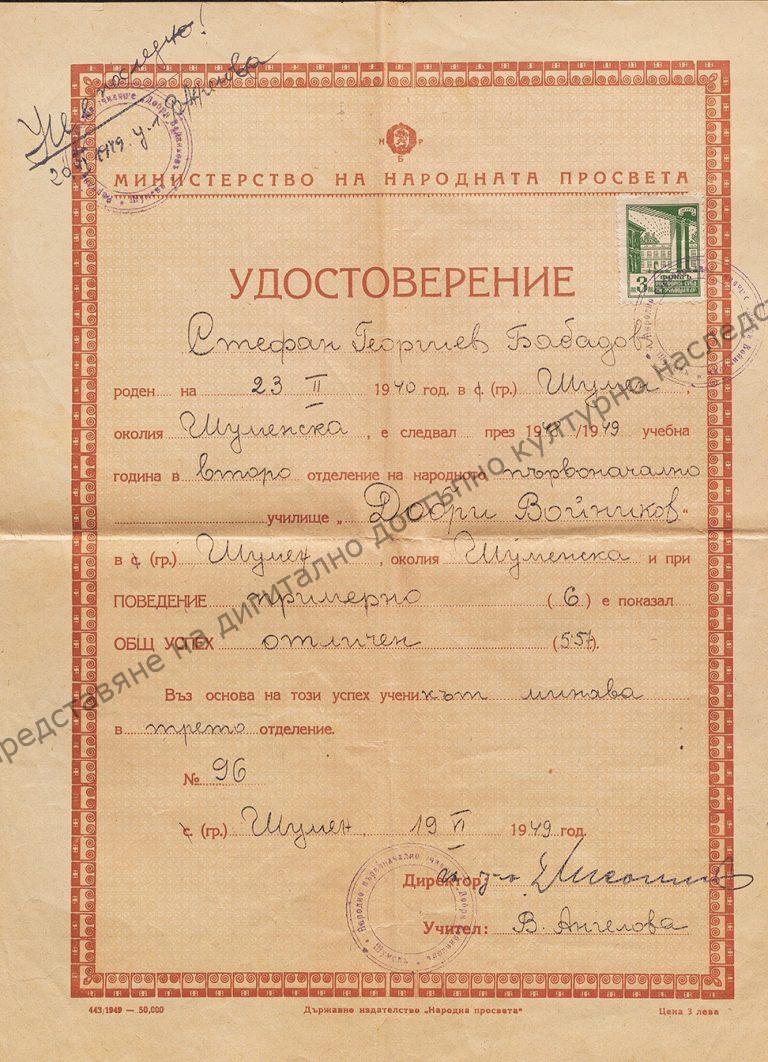 20 VI 1949. у-л В Ангелова
Н Р
Б
МИНИСТЕРСТВО НА НАРОДНАТА ПРОСВЕТА
3
УДОСТОВЕРЕНИЕ
Стефан Георгиев Бабадов
роден на 23 II 1940 год. в с. (гр.) Шумен,
околия Шуменска, е следвал през 1948/1949 учебна
година в второ отделение на народното първоначално
училище „Добри Войников“
в с. (гр.) Шумен, околия Шуменска и при
ПОВЕДЕНИЕ примерно (6) е показал
ОБЩ УСПЕХ отличен (5·57).
Въз основа на този успех ученикът минава
в трето отделение.
№ 96
с. (гр.) Шумен, 19 VI 1949 год.
Директор:
Учител: В. Ангелова
443/1949 — 50,000 Държавно издателство „Народна просвета“ Цена 3 лева
представяне на дигитално достъпно културно наследст